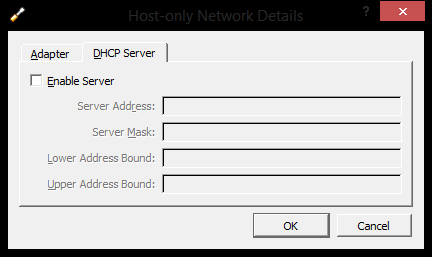 Host-only Network Details
?
Adapter
DHCP Server
Enable Server
Server Address:
Server Mask:
Lower Address Bound:
Upper Address Bound:
OK
Cancel